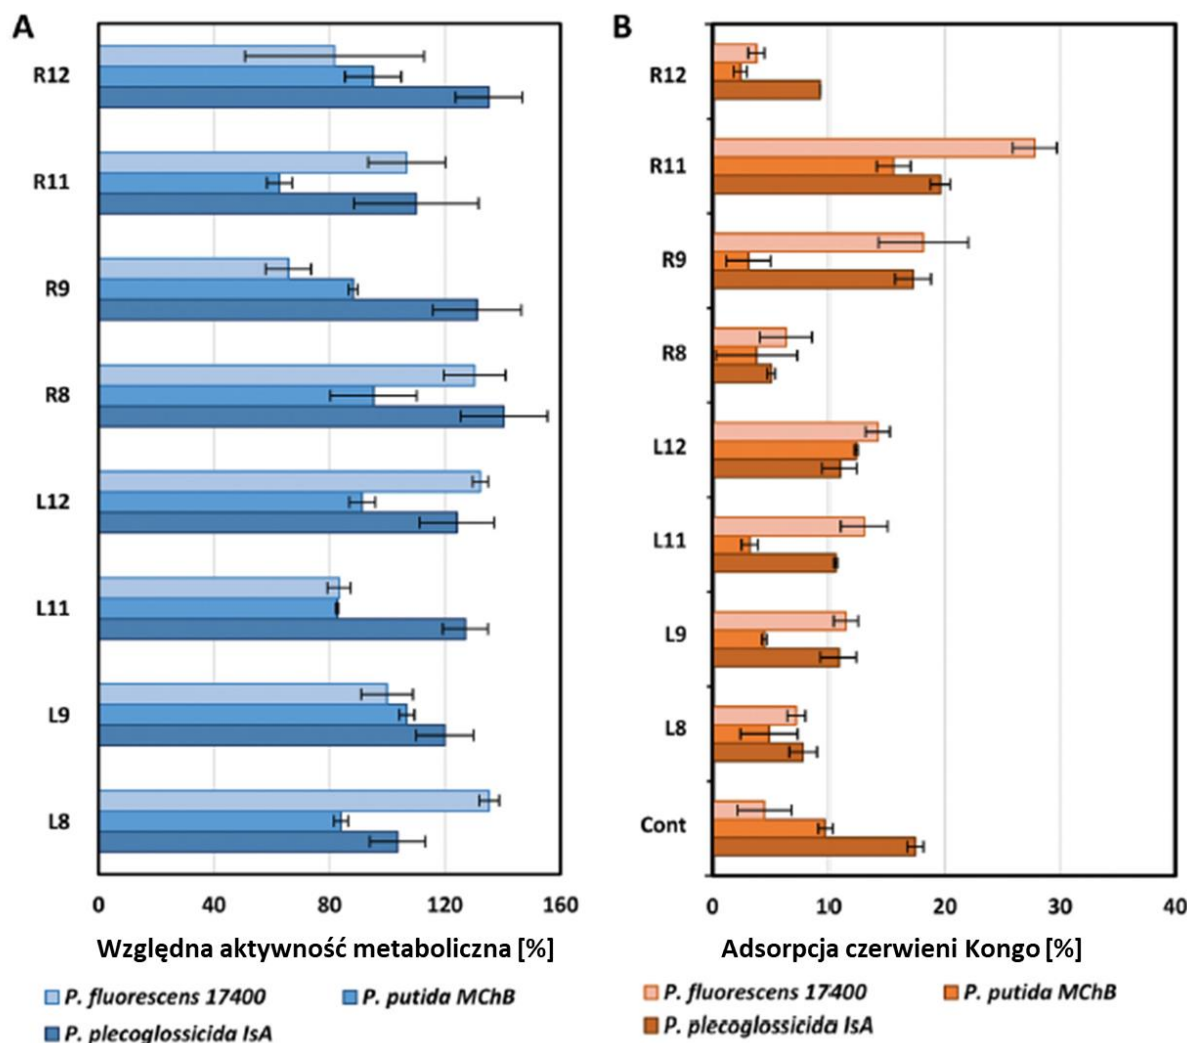 A
R12
R11
R9
R8
L12
L11
L9
L8
0 40 80 120 160
Względna aktywność metaboliczna [%]
P. fluorescens 17400 P. putida MChB
P. plecoglossicida IsA
B
R12
R11
R9
R8
L12
L11
L9
L8
Cont
0 10 20 30 40
Adsorpcja czerwieni Kongo [%]
P. fluorescens 17400 P. putida MChB
P. plecoglossicida IsA